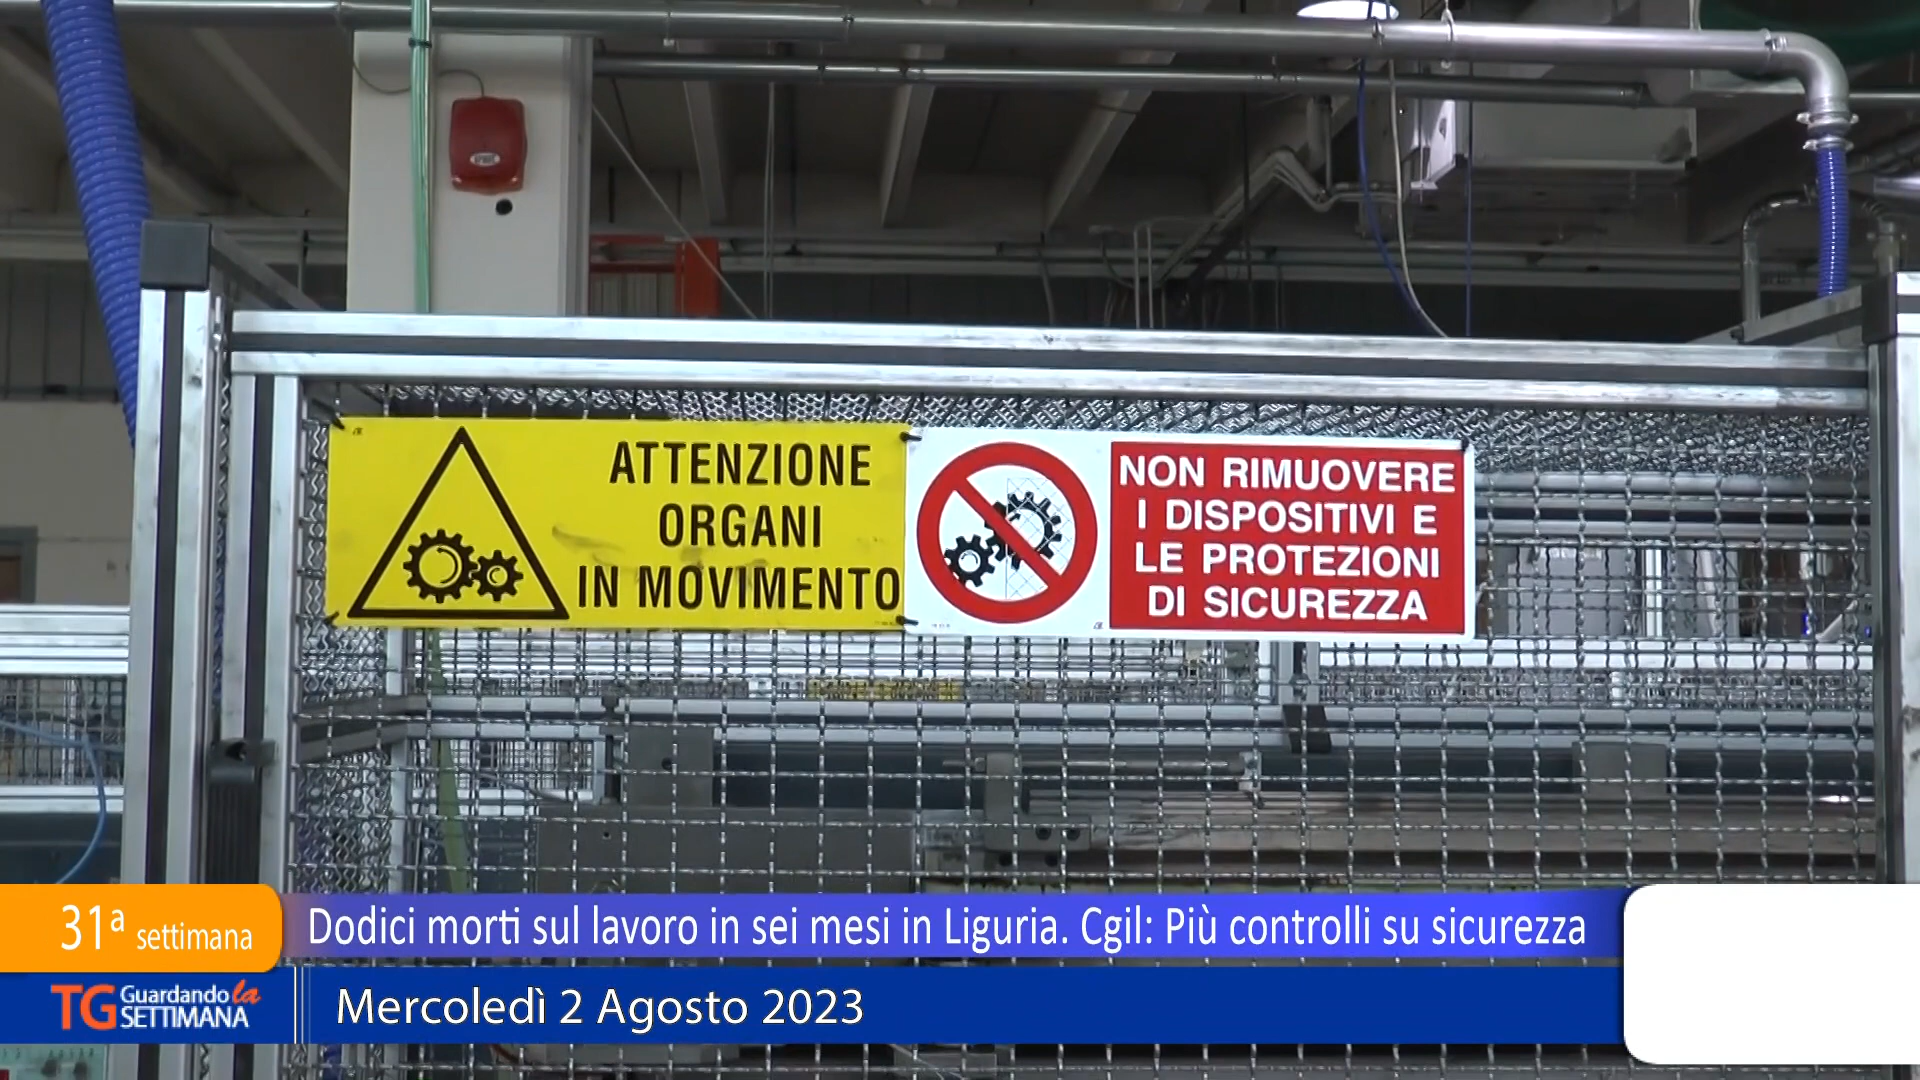 ATTENZIONE
ORGANI
IN MOVIMENTO
NON RIMUOVERE
I DISPOSITIVI E
LE PROTEZIONI
DI SICUREZZA
31ª settimana
Dodici morti sul lavoro in sei mesi in Liguria. Cgil: Più controlli su sicurezza
TG Guardando la
SETTIMANA
Mercoledì 2 Agosto 2023